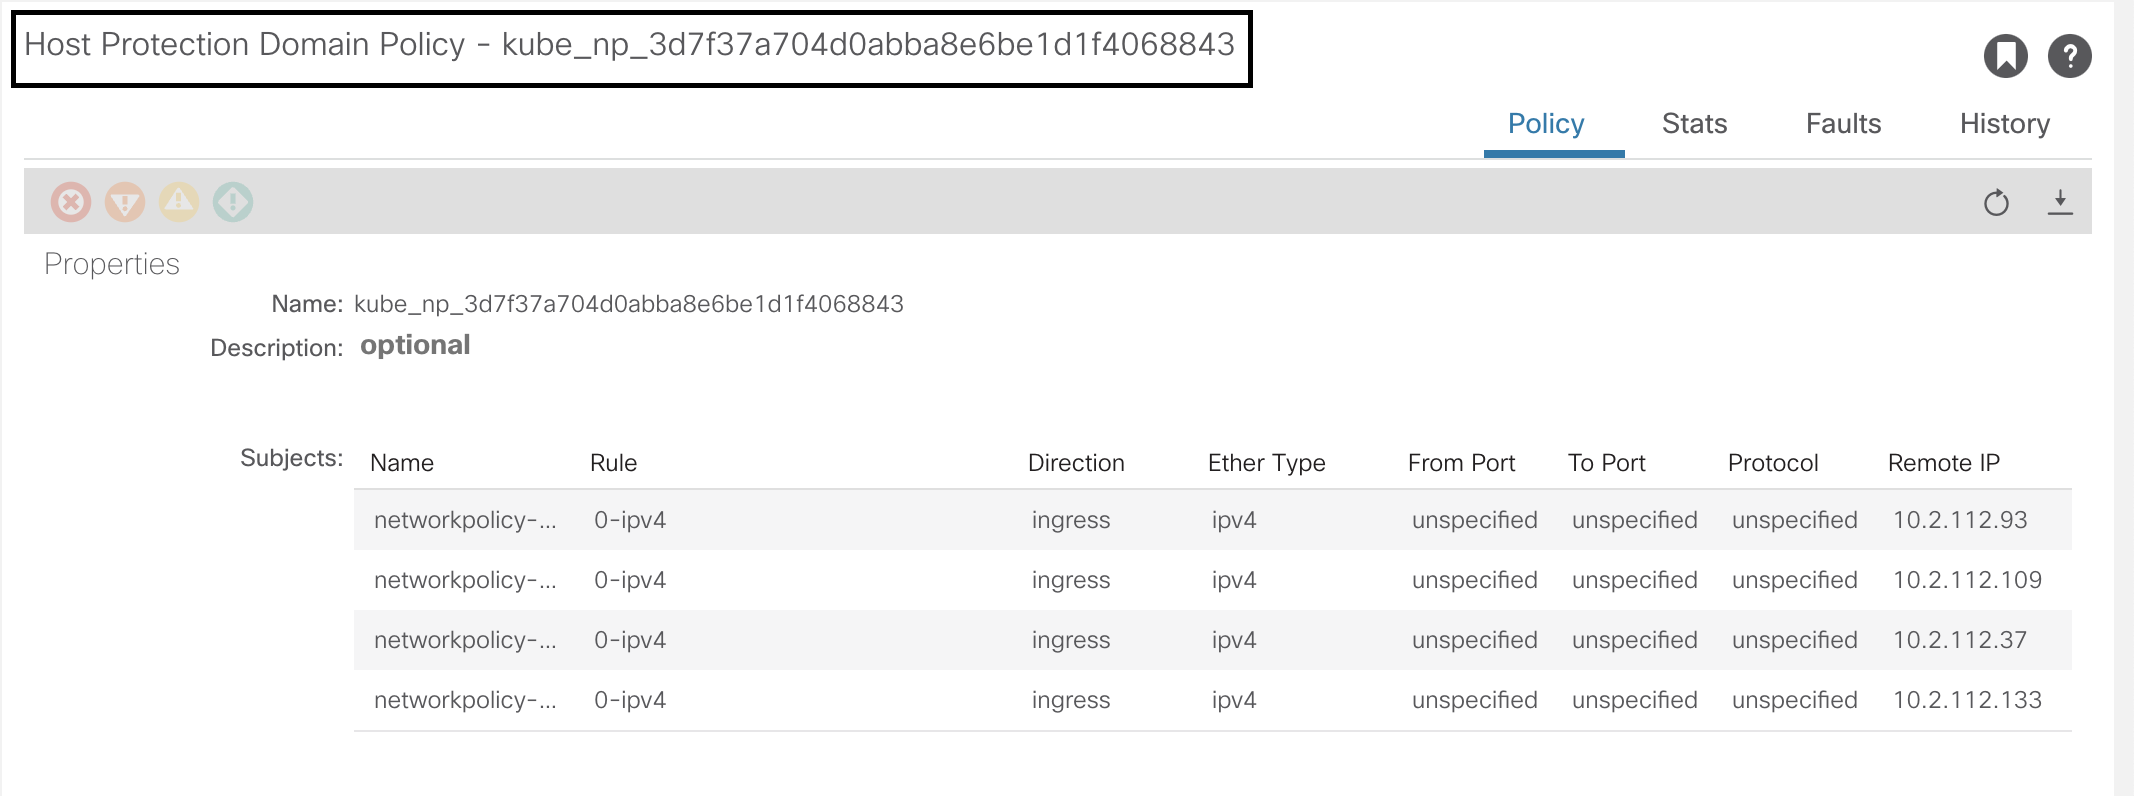 Host Protection Domain Policy - kube_np_3d7f37a704d0abba8e6be1d1f4068843
Policy Stats Faults History
Properties
Name: kube_np_3d7f37a704d0abba8e6be1d1f4068843
Description: optional
Subjects: Name Rule Direction Ether Type From Port To Port Protocol Remote IP
networkpolicy-... 0-ipv4 ingress ipv4 unspecified unspecified unspecified 10.2.112.93
networkpolicy-... 0-ipv4 ingress ipv4 unspecified unspecified unspecified 10.2.112.109
networkpolicy-... 0-ipv4 ingress ipv4 unspecified unspecified unspecified 10.2.112.37
networkpolicy-... 0-ipv4 ingress ipv4 unspecified unspecified unspecified 10.2.112.133